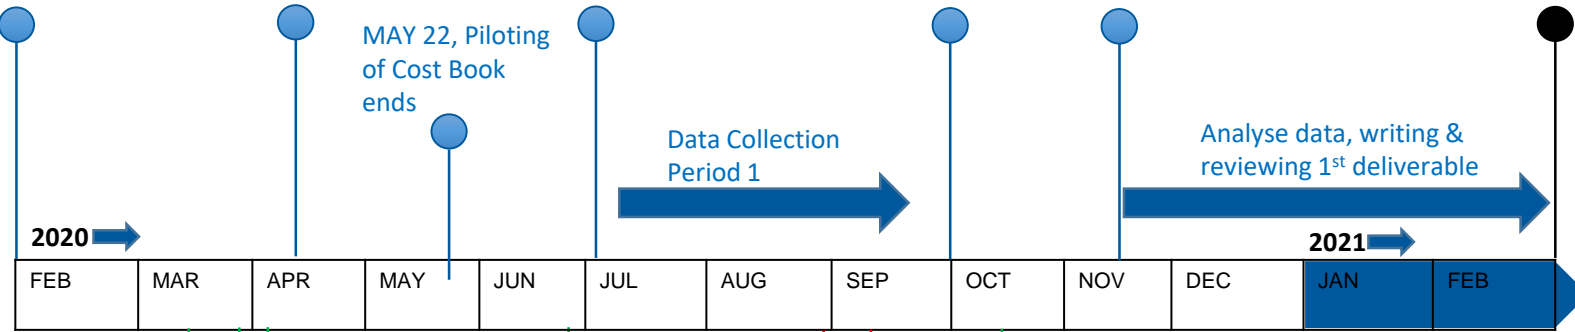 MAY 22, Piloting
of Cost Book
ends
Data Collection
Period 1
Analyse data, writing &
reviewing 1st deliverable
2020
2021
FEB MAR APR MAY JUN JUL AUG SEP OCT NOV DEC JAN FEB